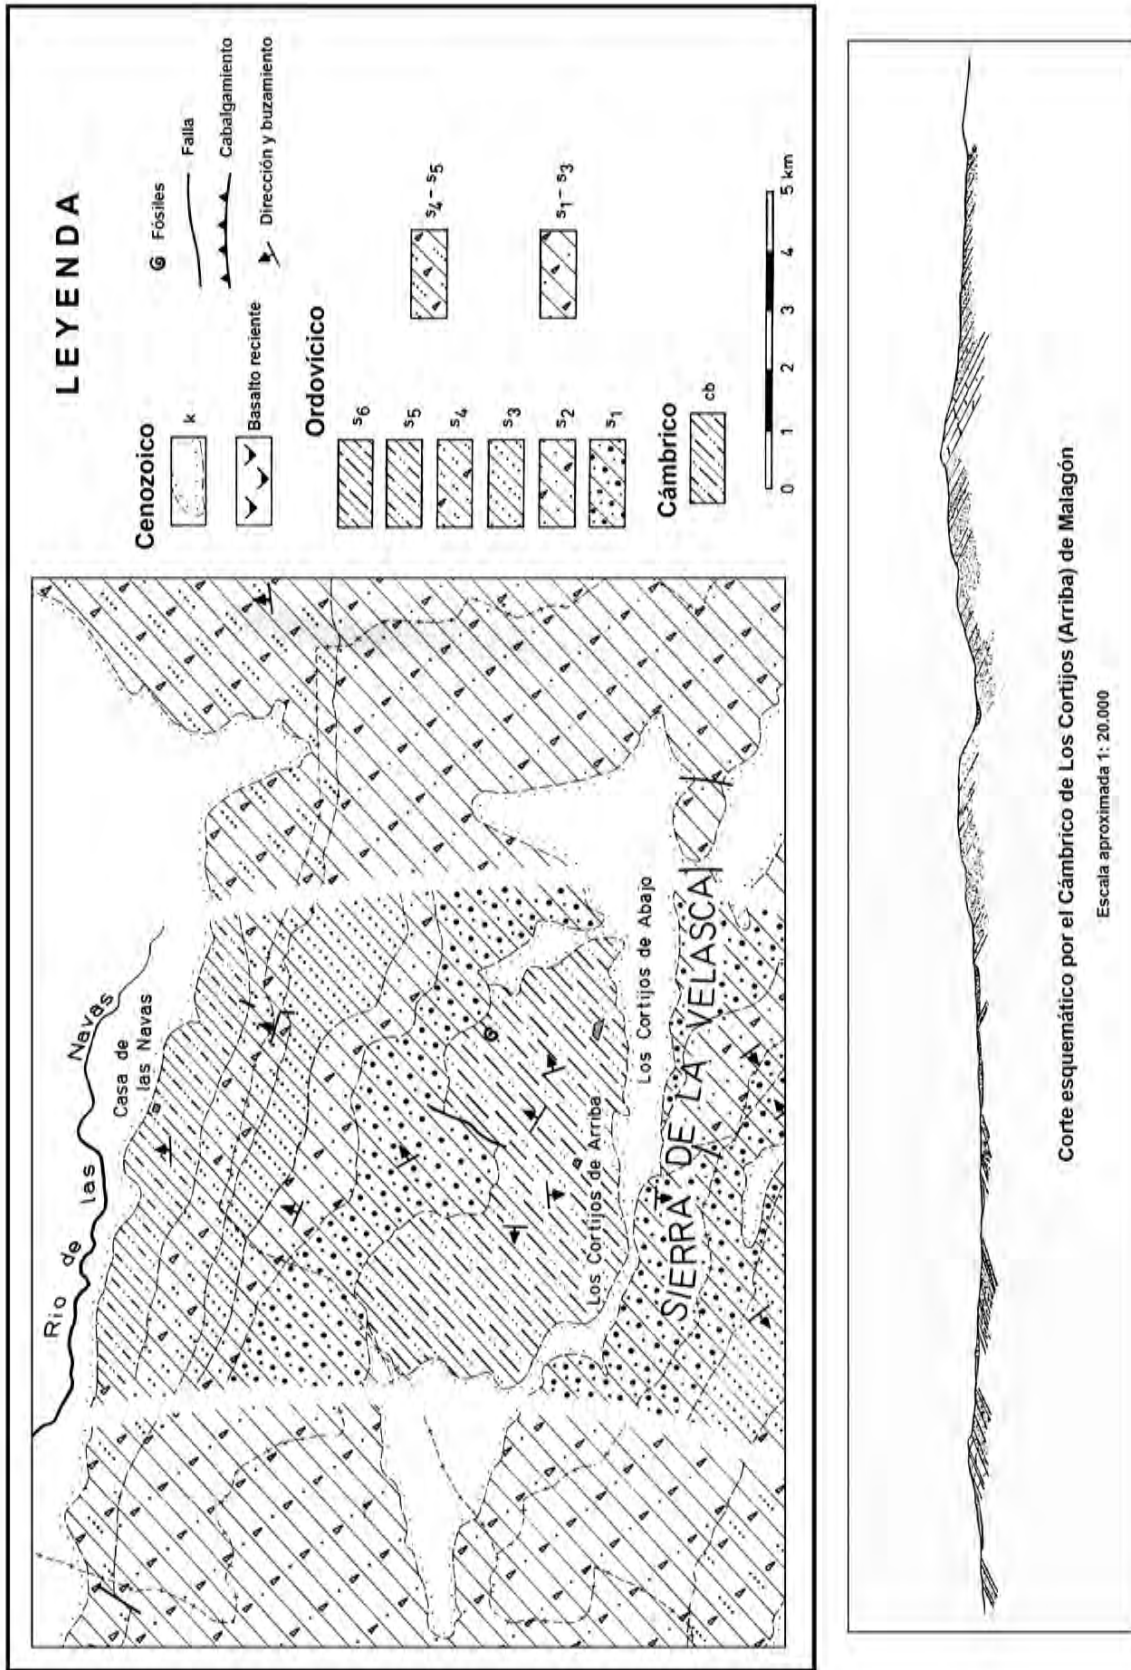 LEYENDA
Cenozoico
k
Basalto reciente
Fósiles
Falla
Cabalgamiento
Dirección y buzamiento
Ordovícico
s6
s5
s4
s3
s2
s1
s4 – s5
s1 – s3
Cámbrico
cb
0 1 2 3 4 5 km
Rio de las Navas
Casa de
las Navas
Los Cortijos de Arriba
Los Cortijos de Abajo
SIERRA DE LA VELASCA
Corte esquemático por el Cámbrico de Los Cortijos (Arriba) de Malagón
Escala aproximada 1: 20.000